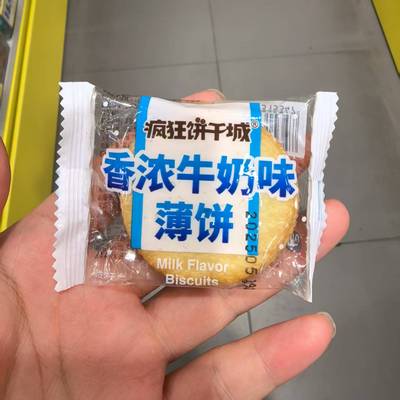 疯狂饼干城®
香浓牛奶味
薄饼
Milk Flavor
Biscuits